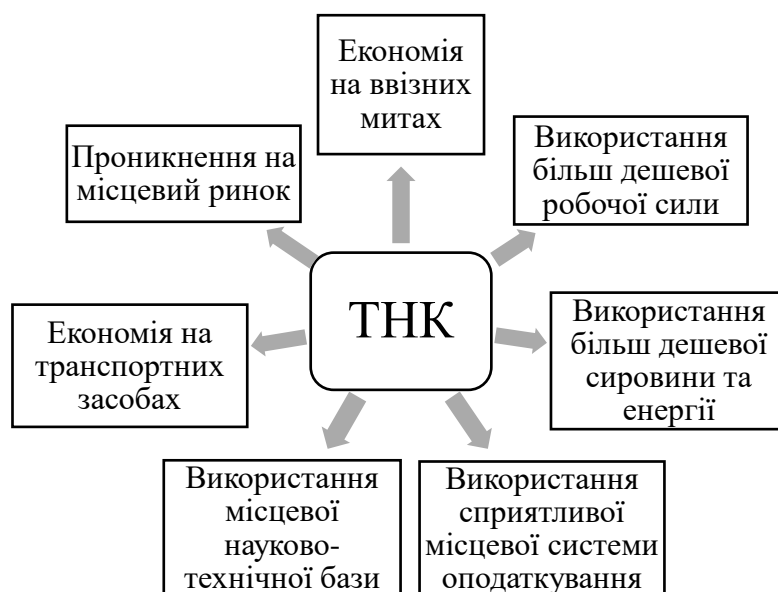 Економія
на ввізних
митах
Проникнення на
місцевий ринок
Використання
більш дешевої
робочої сили
ТНК
Економія на
транспортних
засобах
Використання
більш дешевої
сировини та
енергії
Використання
місцевої
науково-
технічної бази
Використання
сприятливої
місцевої системи
оподаткування